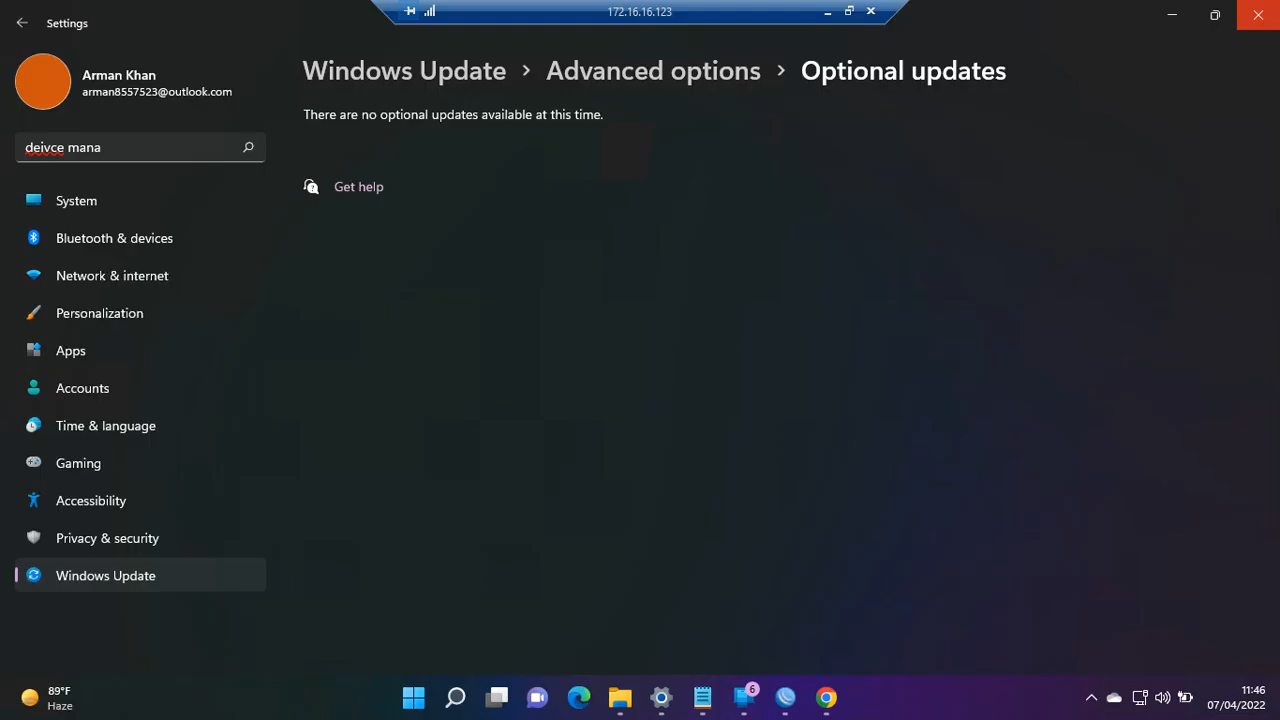 172.16.16.123
Settings
Arman Khan
arman8557523@outlook.com
deivce mana
System
Bluetooth & devices
Network & internet
Personalization
Apps
Accounts
Time & language
Gaming
Accessibility
Privacy & security
Windows Update
Windows Update > Advanced options > Optional updates
There are no optional updates available at this time.
Get help
89°F
Haze
6
11:46
07/04/2022